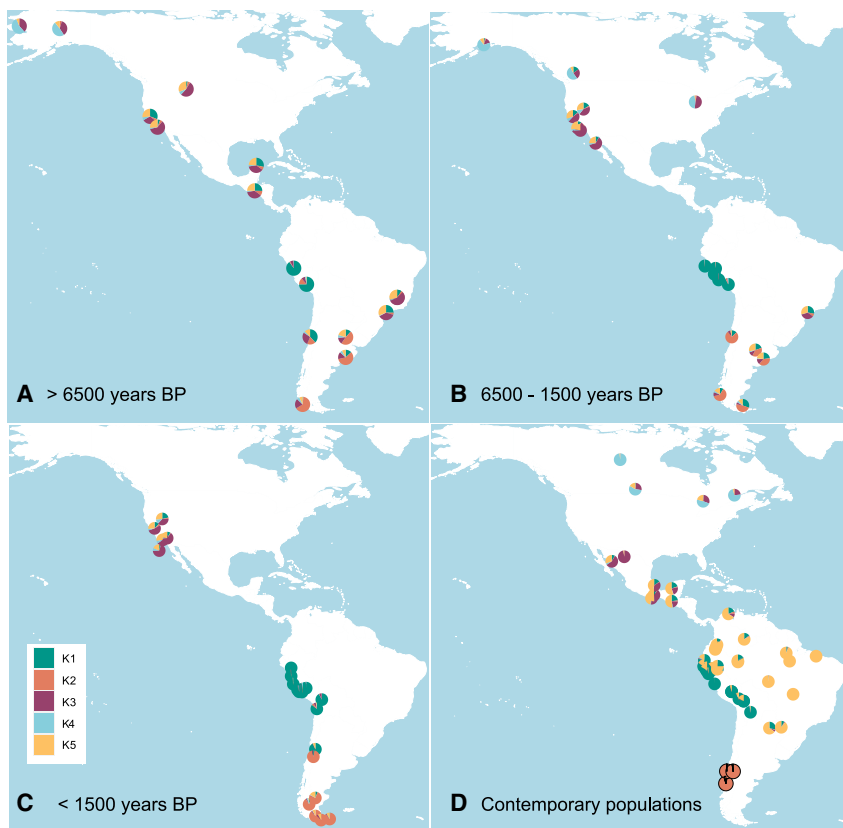 A > 6500 years BP
B 6500 - 1500 years BP
K1
K2
K3
K4
K5
C < 1500 years BP
D Contemporary populations